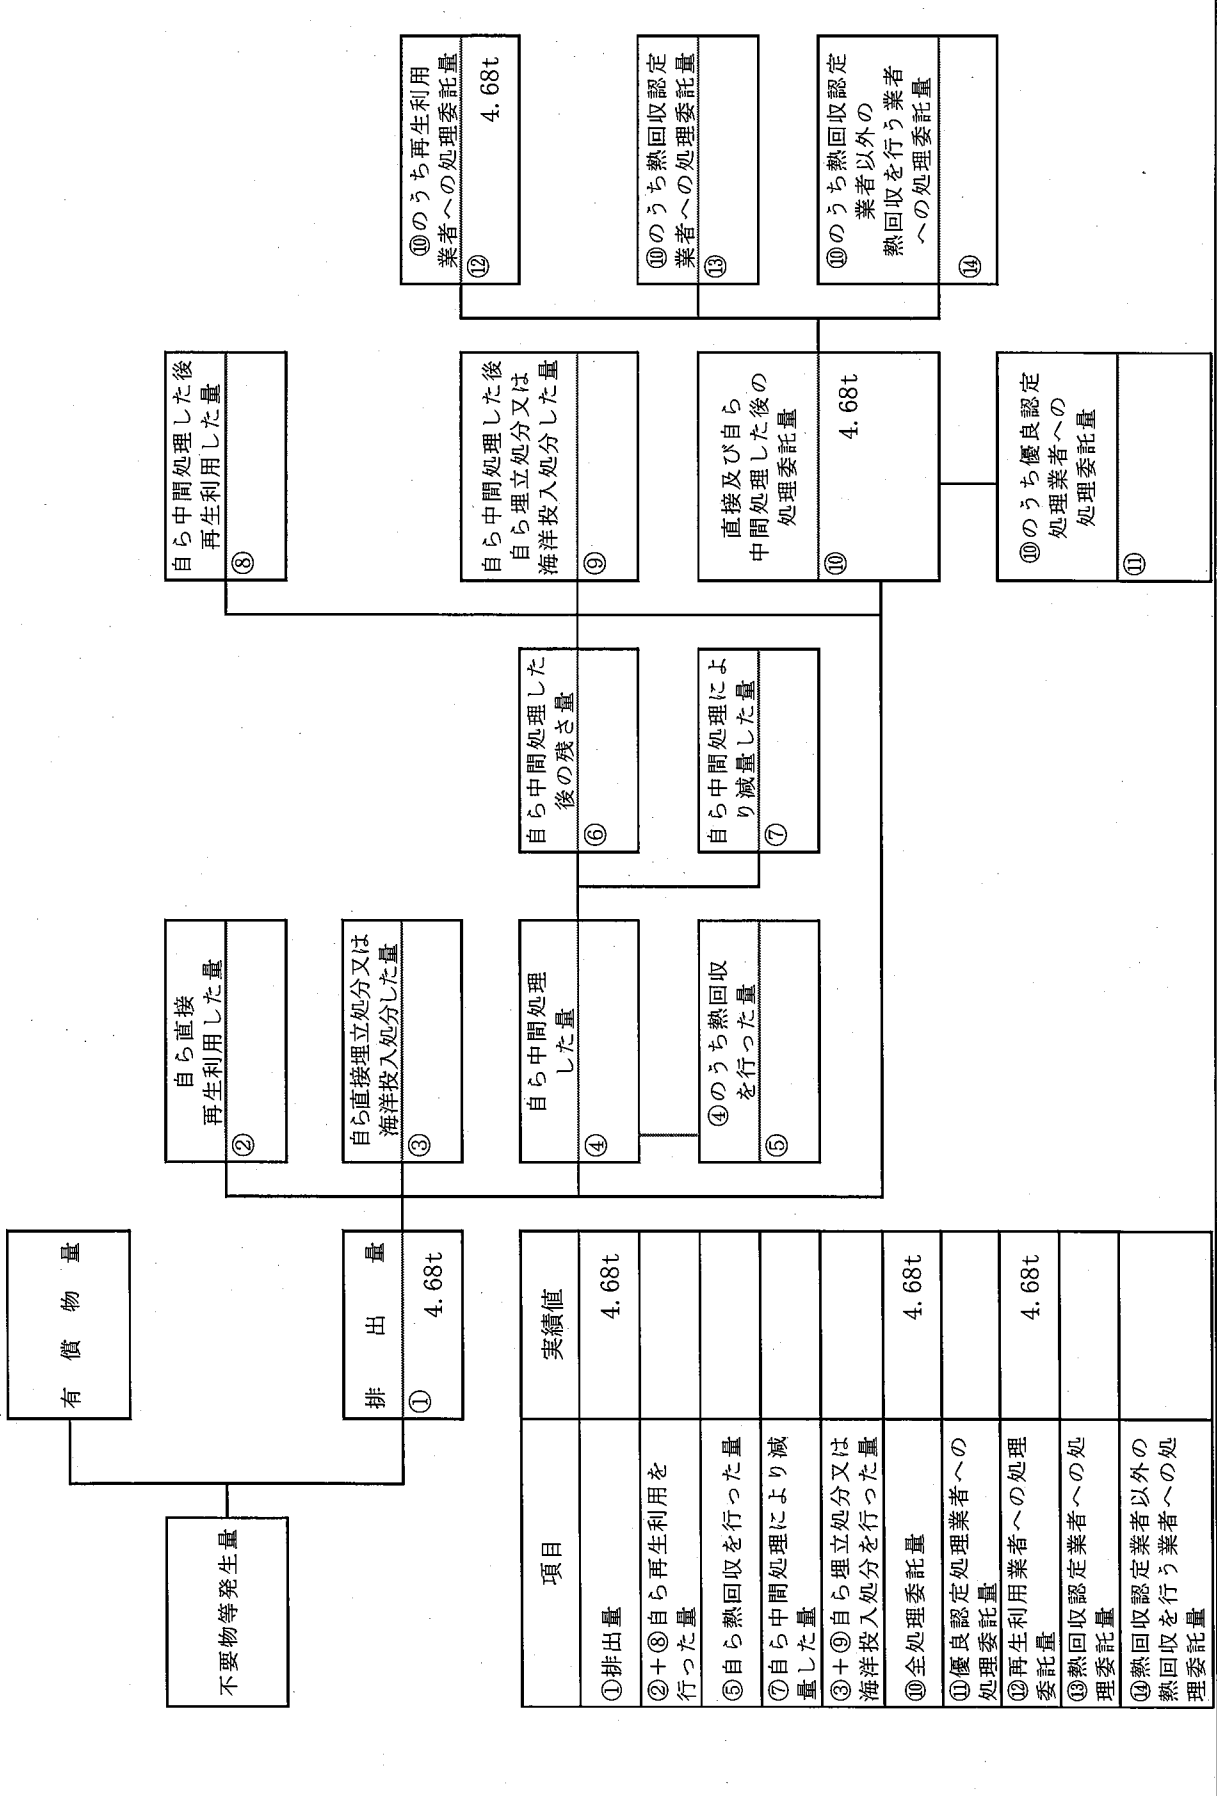 不要物等発生量
有償物量
排出量
① 4.68t
自ら直接
再生利用した量
②
自ら直接埋立処分又は
海洋投入処分した量
③
自ら中間処理
した量
④
④のうち熱回収
を行った量
⑤
自ら中間処理した
後の残さ量
⑥
自ら中間処理によ
り減量した量
⑦
自ら中間処理した後
再生利用した量
⑧
自ら中間処理した後
自ら埋立処分又は
海洋投入処分した量
⑨
直接及び自ら
中間処理した後の
処理委託量
⑩ 4.68t
⑩のうち優良認定
処理業者への
処理委託量
⑪
⑩のうち再生利用
業者への処理委託量
⑫ 4.68t
⑩のうち熱回収認定
業者への処理委託量
⑬
⑩のうち熱回収認定
業者以外の
熱回収を行う業者
への処理委託量
⑭
項目 実績値
①排出量 4.68t
②+⑧自ら再生利用を
行った量
⑤自ら熱回収を行った量
⑦自ら中間処理により減
量した量
③+⑨自ら埋立処分又は
海洋投入処分を行った量
⑩全処理委託量 4.68t
⑪優良認定処理業者への
処理委託量
⑫再生利用業者への処理
委託量 4.68t
⑬熱回収認定業者への処
理委託量
⑭熱回収認定業者以外の
熱回収を行う業者への処
理委託量